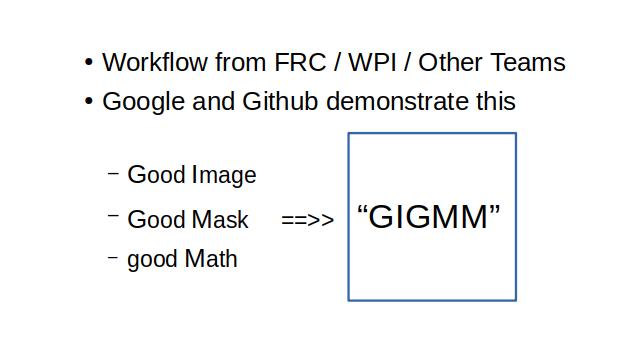 • Workflow from FRC / WPI / Other Teams
• Google and Github demonstrate this
– Good Image
– Good Mask ==>> “GIGMM”
– good Math